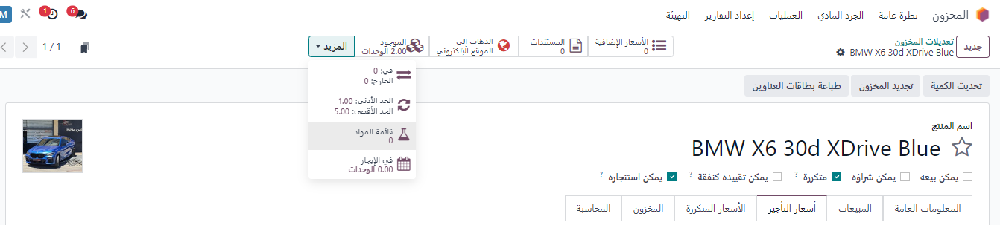 المخزون
نظرة عامة
الجرد المادي
العمليات
إعداد التقارير
التهيئة
6
1
M
جديد
تعديلات المخزون
BMW X6 30d XDrive Blue
الأسعار الإضافية
0
المستندات
0
الذهاب إلى
الموقع الإلكتروني
الموجود
2.00 الوحدات
المزيد
1 / 1
في: 0
الخارج: 0
الحد الأدنى: 1.00
الحد الأقصى: 5.00
قائمة المواد
0
في الإيجار
0.00 الوحدات
تحديث الكمية
تجديد المخزون
طباعة بطاقات العناوين
اسم المنتج
BMW X6 30d XDrive Blue
يمكن بيعه
يمكن شراؤه
متكررة ?
يمكن تقييده كنفقة ?
يمكن استئجاره ?
المعلومات العامة
المبيعات
أسعار التأجير
الأسعار المتكررة
المخزون
المحاسبة